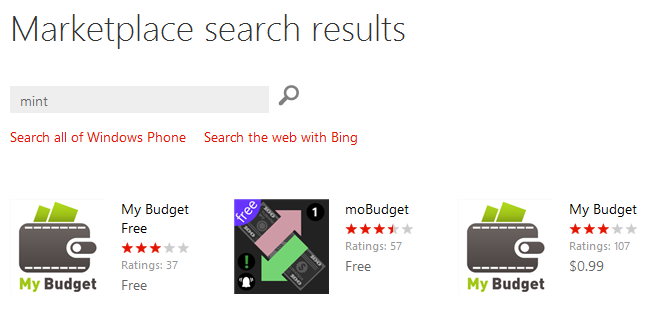 Marketplace search results
mint
Search all of Windows Phone Search the web with Bing
My Budget
Free
Ratings: 37
Free
My Budget
free
1
!
moBudget
Ratings: 57
Free
My Budget
My Budget
Ratings: 107
$0.99